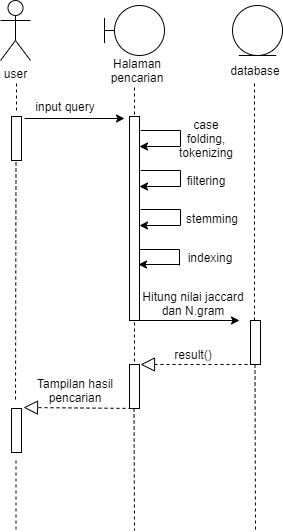 user
Halaman
pencarian
database
input query
case
folding,
tokenizing
filtering
stemming
indexing
Hitung nilai jaccard
dan N.gram
result()
Tampilan hasil
pencarian